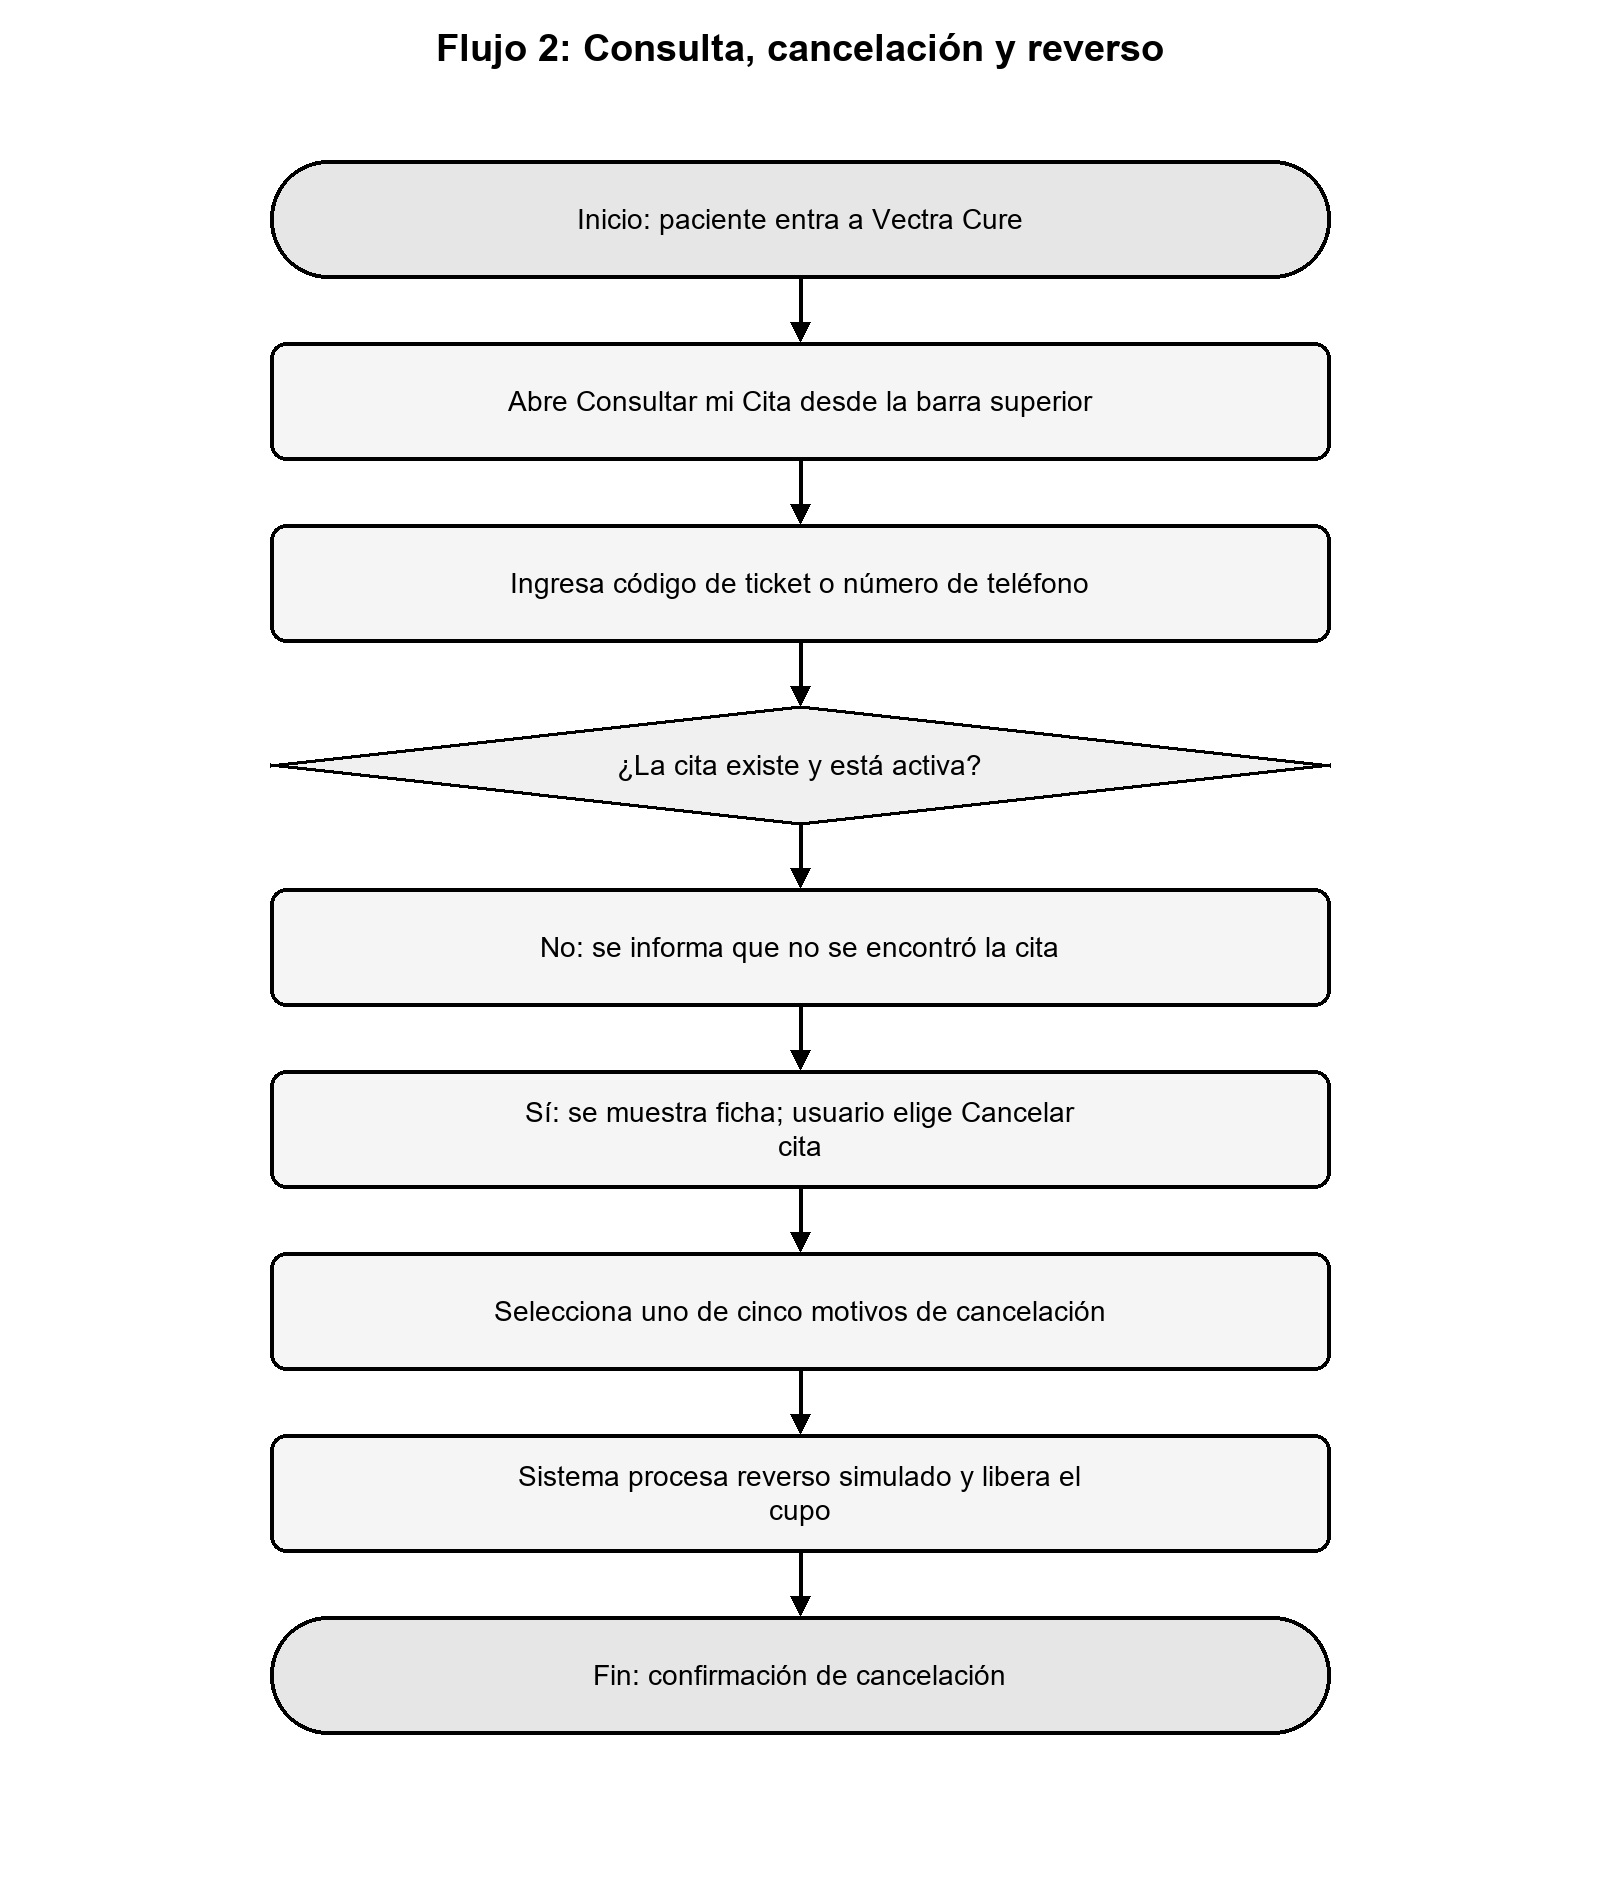 Flujo 2: Consulta, cancelación y reverso
Inicio: paciente entra a Vectra Cure
Abre Consultar mi Cita desde la barra superior
Ingresa código de ticket o número de teléfono
¿La cita existe y está activa?
No: se informa que no se encontró la cita
Sí: se muestra ficha; usuario elige Cancelar
cita
Selecciona uno de cinco motivos de cancelación
Sistema procesa reverso simulado y libera el
cupo
Fin: confirmación de cancelación